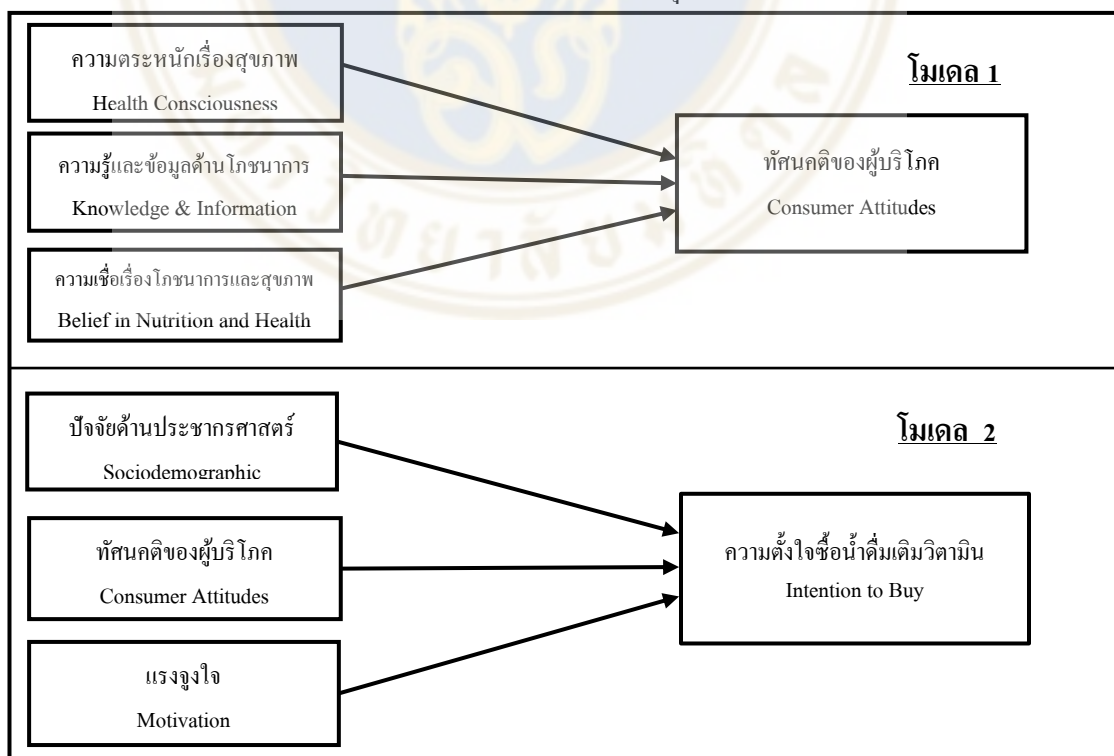 ความตระหนักเรื่องสุขภาพ
Health Consciousness
โมเดล 1
ความรู้และข้อมูลด้านโภชนาการ
Knowledge & Information
ทัศนคติของผู้บริโภค
Consumer Attitudes
ความเชื่อเรื่องโภชนาการและสุขภาพ
Belief in Nutrition and Health
ปัจจัยด้านประชากรศาสตร์
Sociodemographic
โมเดล 2
ทัศนคติของผู้บริโภค
Consumer Attitudes
ความตั้งใจซื้อน้ำดื่มเติมวิตามิน
Intention to Buy
แรงจูงใจ
Motivation